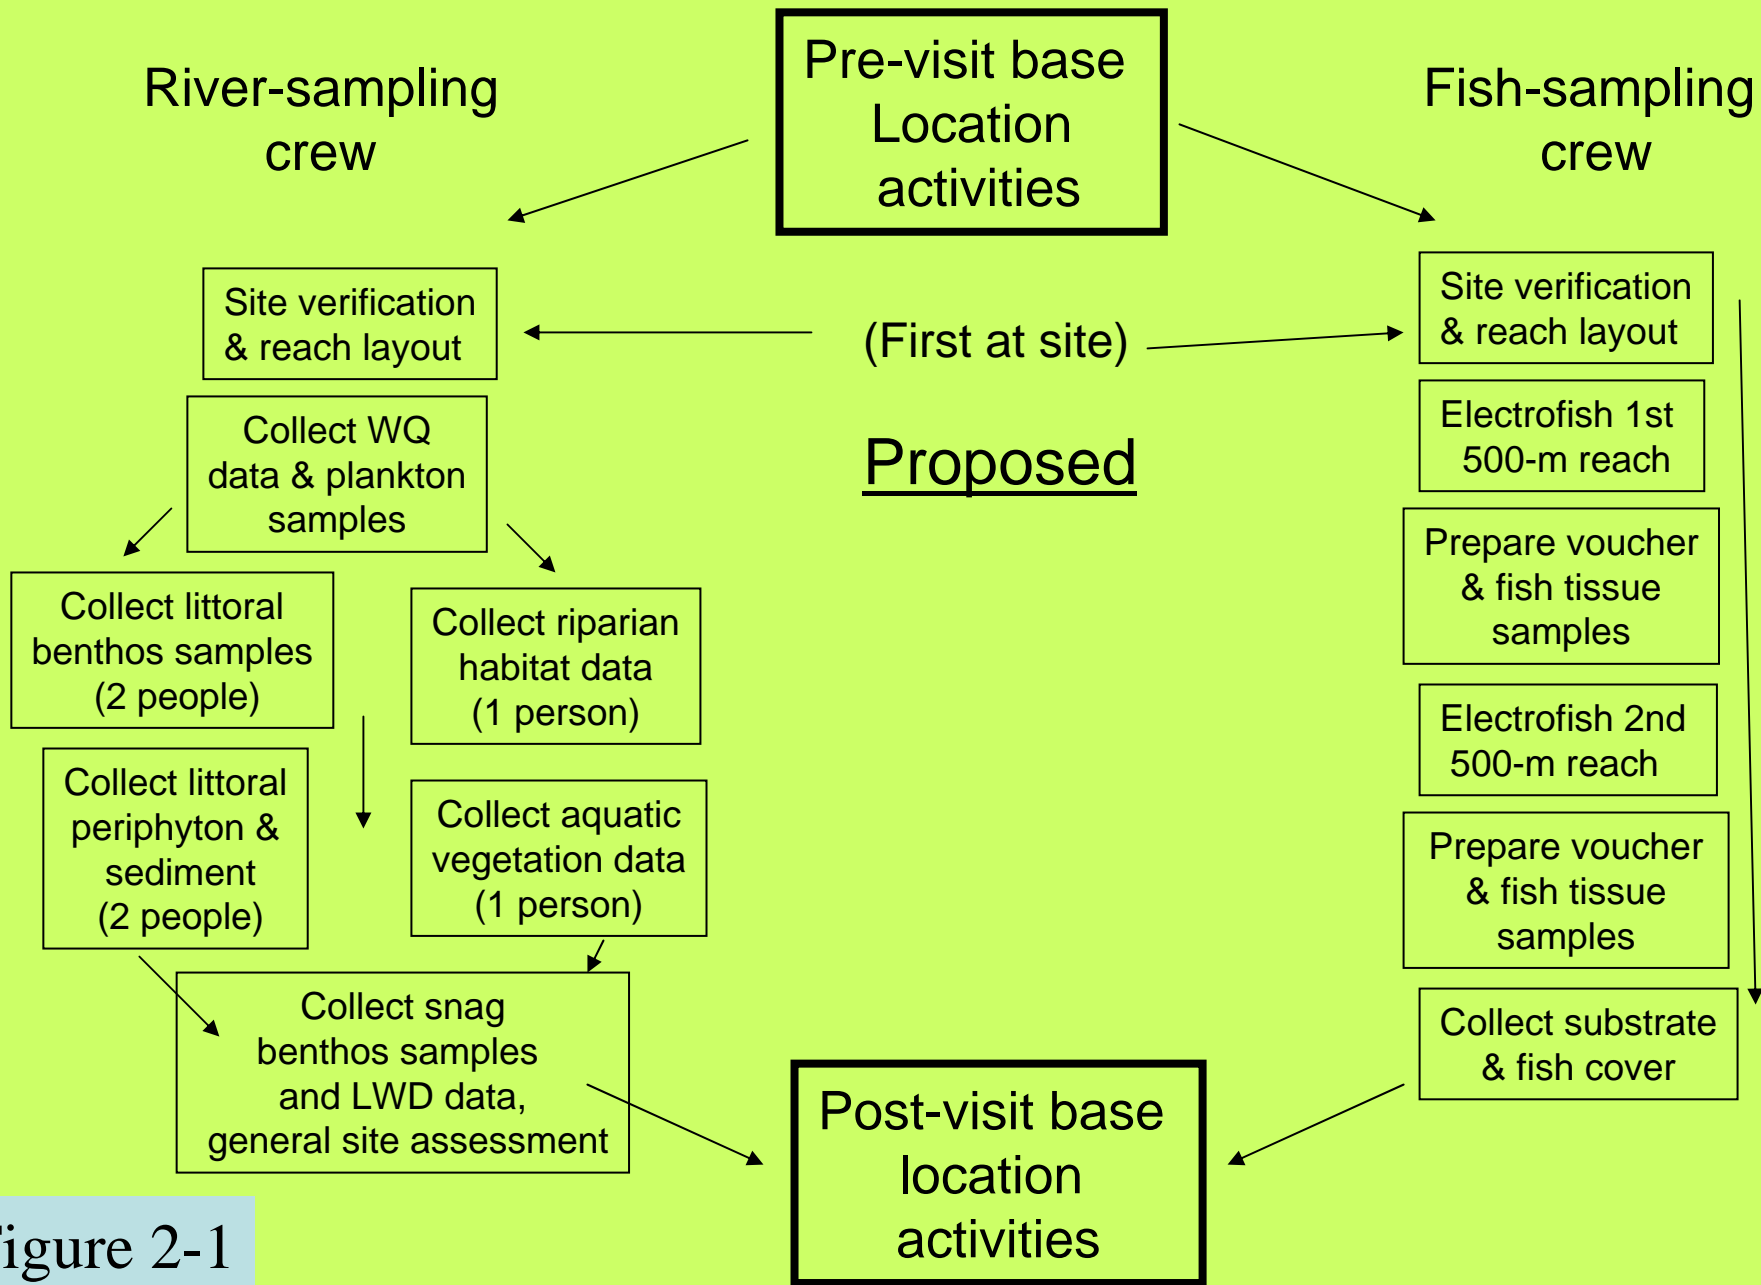 River-sampling
crew
Pre-visit base
Location
activities
Fish-sampling
crew
Site verification
& reach layout
(First at site)
Site verification
& reach layout
Proposed
Collect WQ
data & plankton
samples
Electrofish 1st
500-m reach
Prepare voucher
& fish tissue
samples
Collect littoral
benthos samples
(2 people)
Collect riparian
habitat data
(1 person)
Electrofish 2nd
500-m reach
Collect littoral
periphyton &
sediment
(2 people)
Collect aquatic
vegetation data
(1 person)
Prepare voucher
& fish tissue
samples
Collect snag
benthos samples
and LWD data,
general site assessment
Collect substrate
& fish cover
Post-visit base
location
activities
igure 2-1